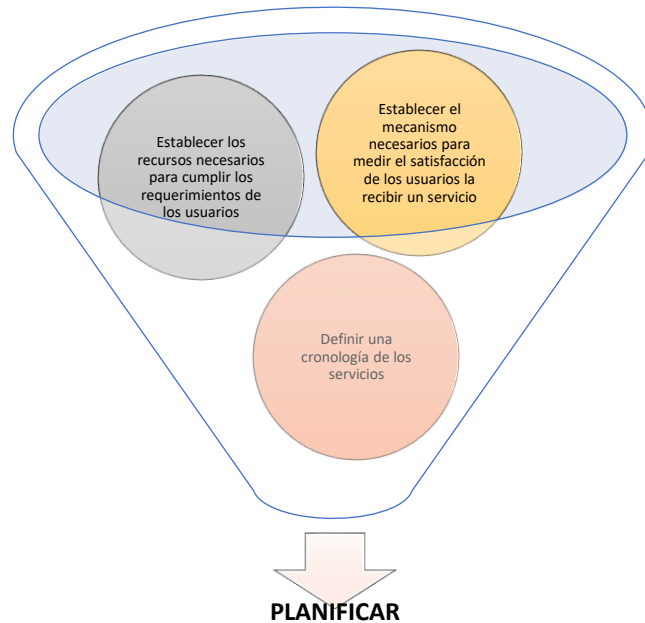 Establecer los
recursos necesarios
para cumplir los
requerimientos de
los usuarios
Establecer el
mecanismo
necesarios para
medir el satisfacción
de los usuarios la
recibir un servicio
Definir una
cronología de los
servicios
PLANIFICAR